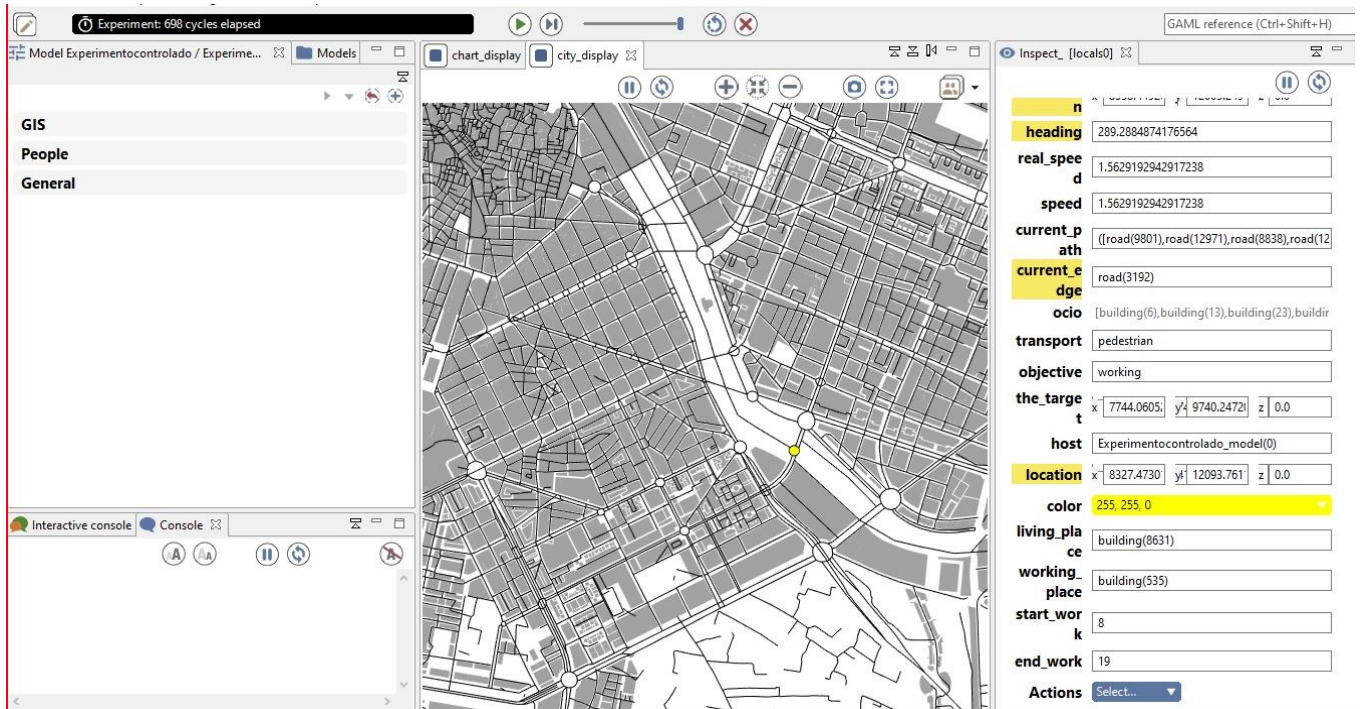 Experiment: 698 cycles elapsed
GAML reference (Ctrl+Shift+H)
Model Experimentocontrolado / Experime...
Models
GIS
People
General
Interactive console
Console
chart_display
city_display
Inspect_ [locals0]
n
x
y
z 0.0
heading 289.2884874176564
real_spee
d
1.5629192942917238
speed 1.5629192942917238
current_p
ath
([road(9801),road(12971),road(8838),road(12
current_e
dge
road(3192)
ocio [building(6),building(13),building(23),buildir
transport pedestrian
objective working
the_targe
t
x 7744.0605 y 9740.2472 z 0.0
host Experimentocontrolado_model(0)
location x 8327.4730 y 12093.761 z 0.0
color 255, 255, 0
living_pla
ce
building(8631)
working_
place
building(535)
start_wor
k
8
end_work 19
Actions Select...